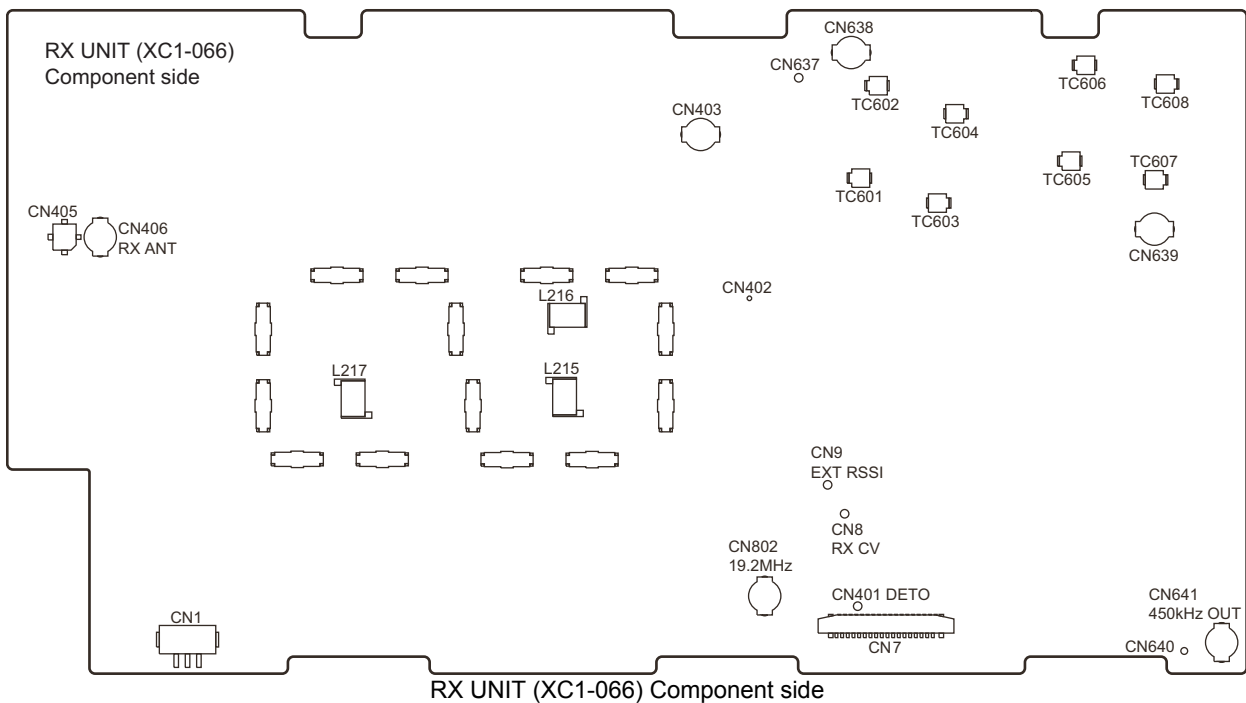 RX UNIT (XC1-066)
Component side
CN638
CN637
TC602
TC604
TC606
TC608
CN403
TC601
TC603
TC605
TC607
CN639
CN405
CN406
RX ANT
CN402
L216
L217
L215
CN9
EXT RSSI
CN8
RX CV
CN802
19.2MHz
CN401 DETO
CN7
CN641
450kHz OUT
CN640
CN1
RX UNIT (XC1-066) Component side